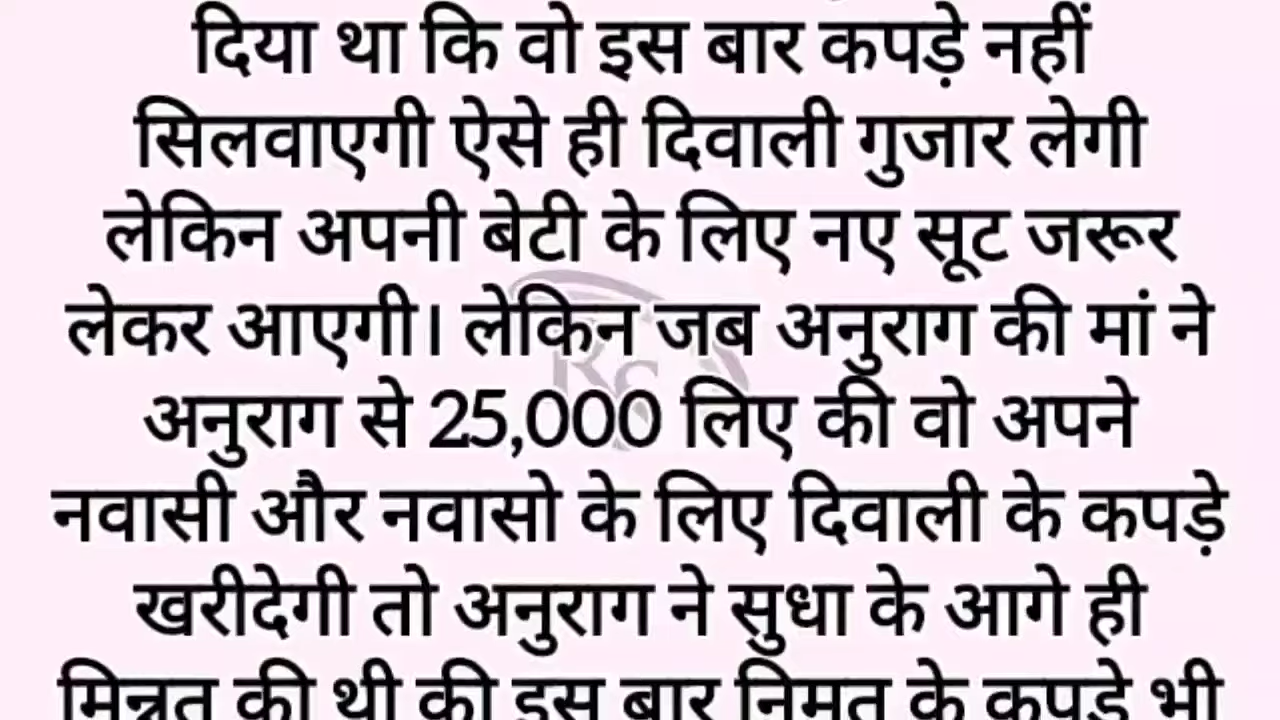 दिया था कि वो इस बार कपड़े नहीं
सिलवाएगी ऐसे ही दिवाली गुजार लेगी
लेकिन अपनी बेटी के लिए नए सूट जरूर
लेकर आएगी। लेकिन जब अनुराग की मां ने
अनुराग से 25,000 लिए की वो अपने
नवासी और नवासो के लिए दिवाली के कपड़े
खरीदेगी तो अनुराग ने सुधा के आगे ही
मिन्नत की थी की इस बार निमत के कपड़े भी